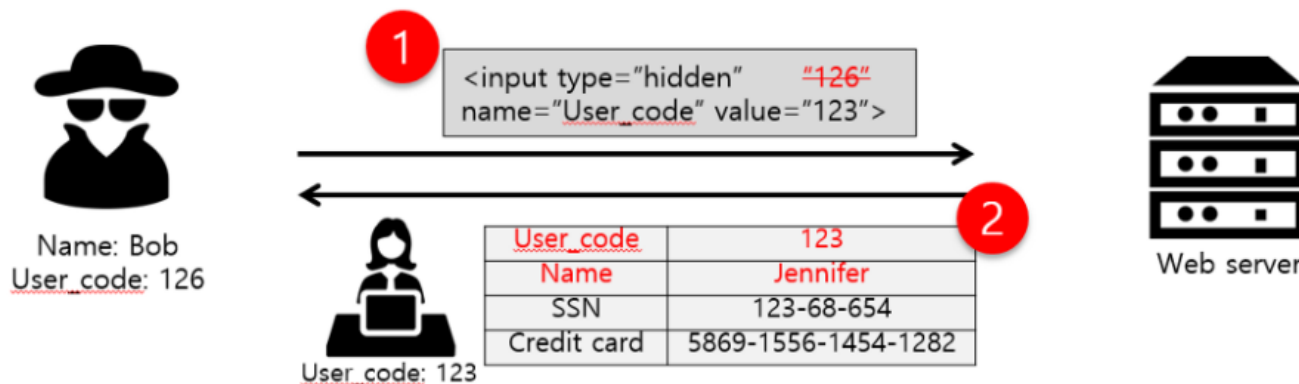 1
<input type="hidden" "126"
name="User_code" value="123">
2
Name: Bob
User_code: 126
User_code 123
Name Jennifer
SSN 123-68-654
Credit card 5869-1556-1454-1282
User_code: 123
Web server